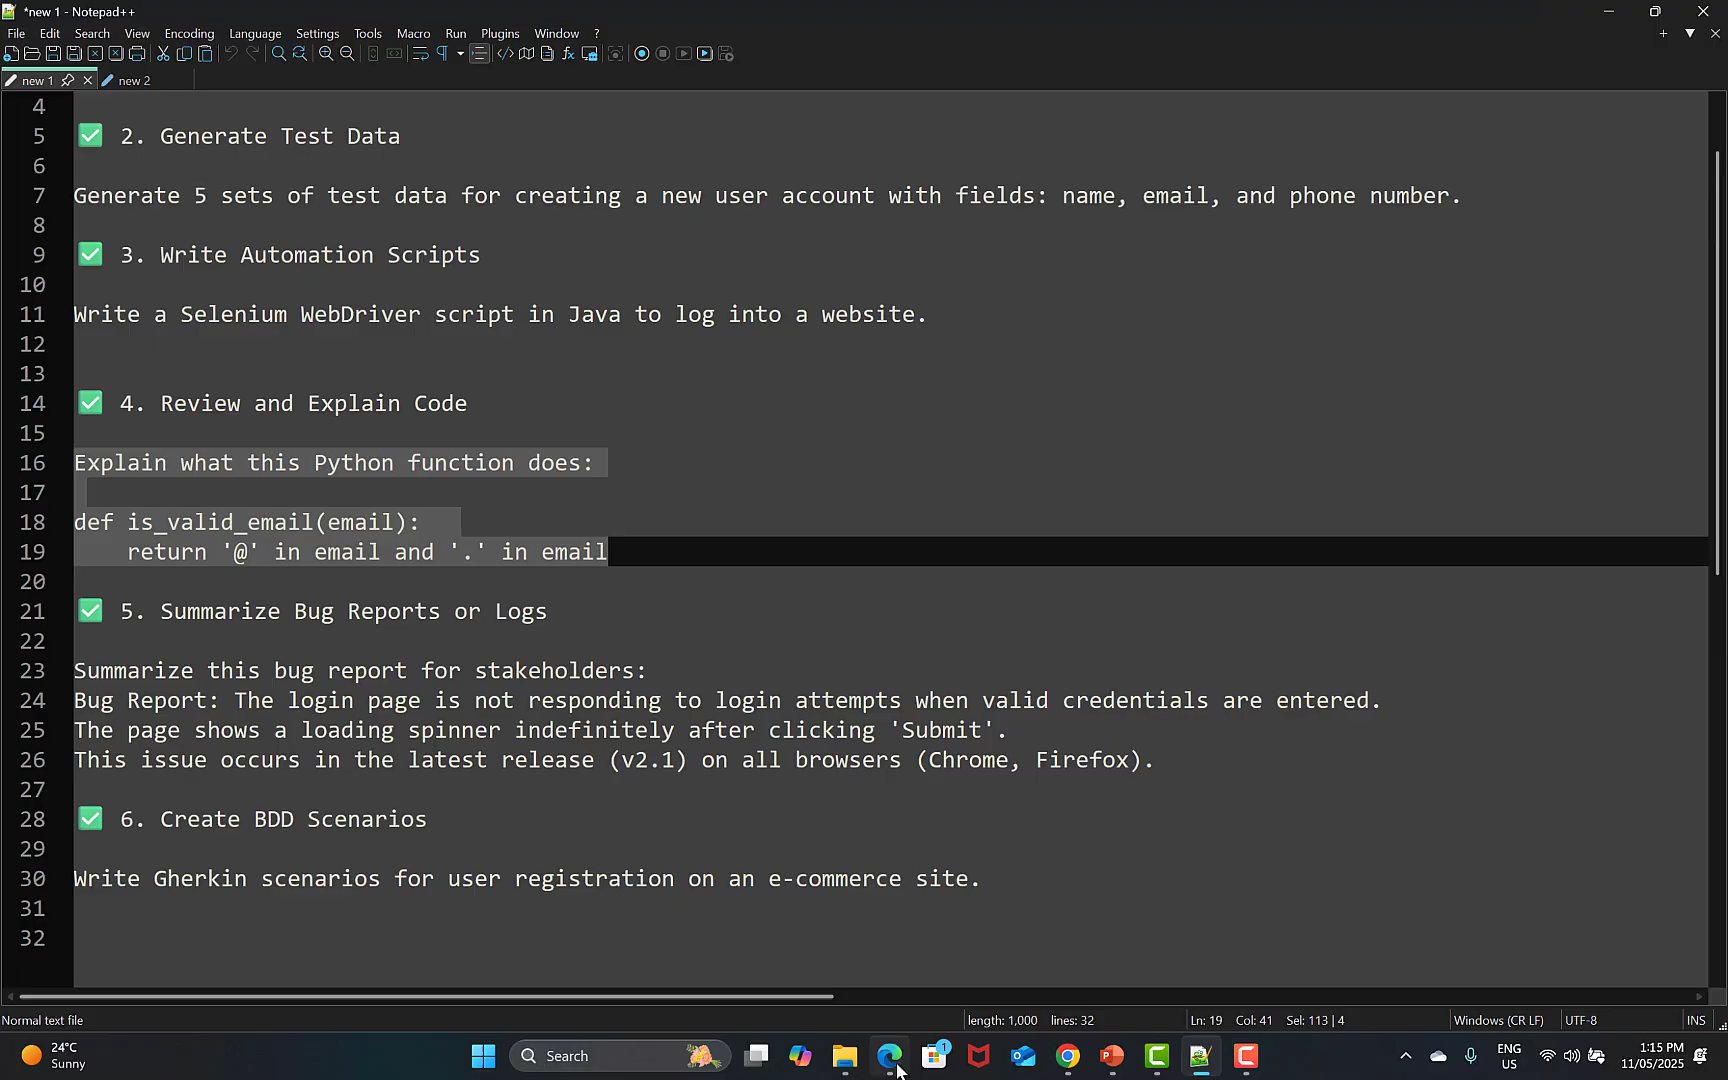 *new 1 - Notepad++
File Edit Search View Encoding Language Settings Tools Macro Run Plugins Window ?
new 1 new 2
4
5 ✅ 2. Generate Test Data
6
7 Generate 5 sets of test data for creating a new user account with fields: name, email, and phone number.
8
9 ✅ 3. Write Automation Scripts
10
11 Write a Selenium WebDriver script in Java to log into a website.
12
13
14 ✅ 4. Review and Explain Code
15
16 Explain what this Python function does:
17
18 def is_valid_email(email):
19     return '@' in email and '.' in email
20
21 ✅ 5. Summarize Bug Reports or Logs
22
23 Summarize this bug report for stakeholders:
24 Bug Report: The login page is not responding to login attempts when valid credentials are entered.
25 The page shows a loading spinner indefinitely after clicking 'Submit'.
26 This issue occurs in the latest release (v2.1) on all browsers (Chrome, Firefox).
27
28 ✅ 6. Create BDD Scenarios
29
30 Write Gherkin scenarios for user registration on an e-commerce site.
31
32
Normal text file length: 1,000 lines: 32 Ln: 19 Col: 41 Sel: 113 | 4 Windows (CR LF) UTF-8 INS
24°C
Sunny
Search
1
ENG
US
1:15 PM
11/05/2025